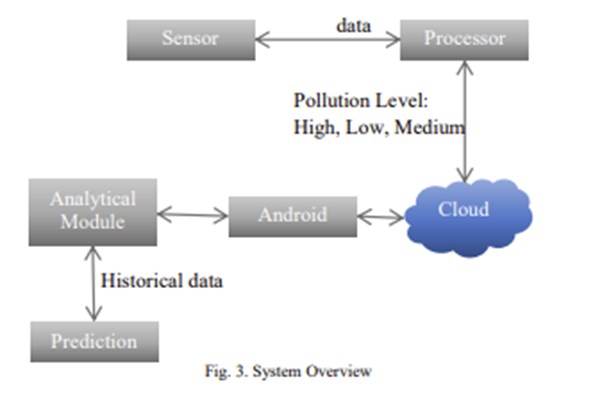 Sensor
data
Processor
Pollution Level:
High, Low, Medium
Analytical
Module
Android
Cloud
Historical data
Prediction
Fig. 3. System Overview